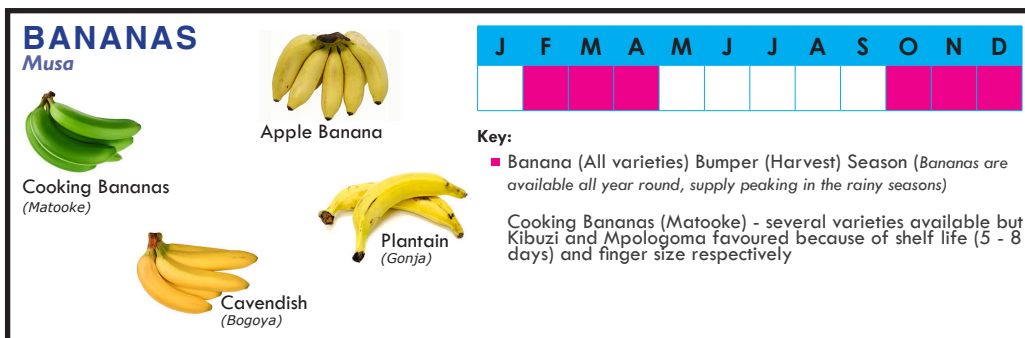 BANANAS
Musa
Apple Banana
Cooking Bananas
(Matooke)
Plantain
(Gonja)
Cavendish
(Bogoya)
J F M A M J J A S O N D
Key:
Banana (All varieties) Bumper (Harvest) Season (Bananas are
available all year round, supply peaking in the rainy seasons)
Cooking Bananas (Matooke) - several varieties available but
Kibuzi and Mpologoma favoured because of shelf life (5 - 8
days) and finger size respectively